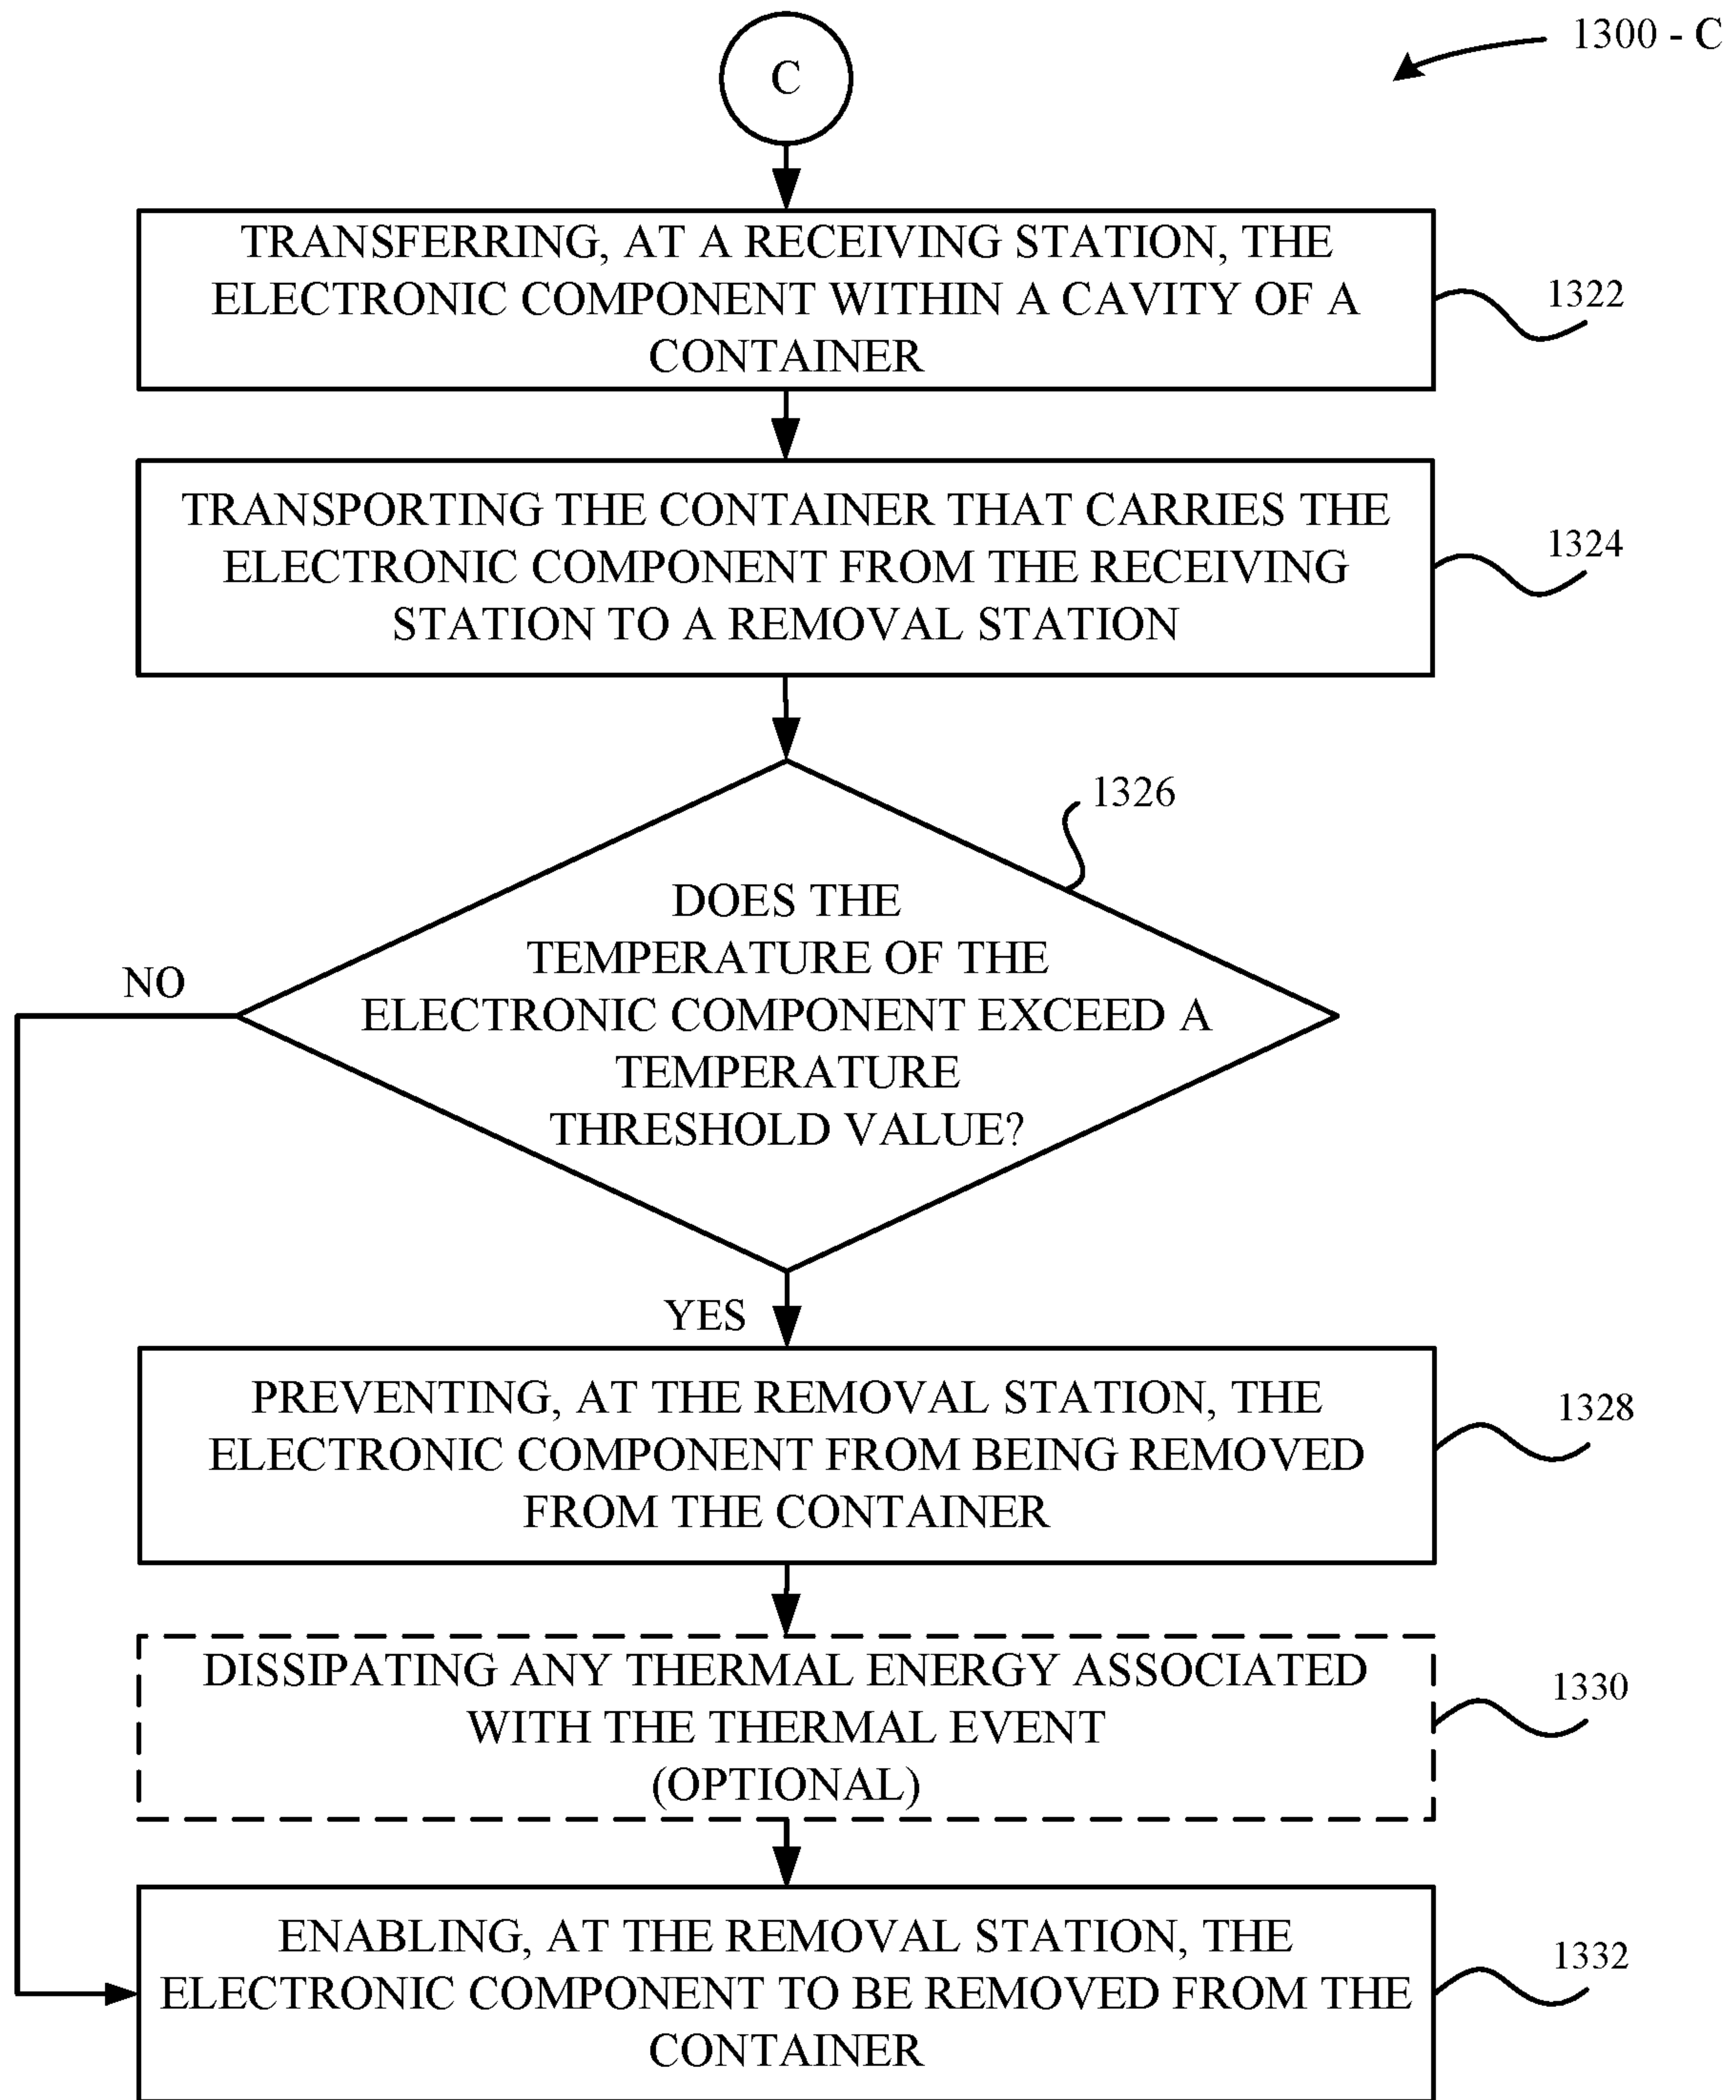 1300 - C
C
TRANSFERRING, AT A RECEIVING STATION, THE
ELECTRONIC COMPONENT WITHIN A CAVITY OF A
CONTAINER
1322
TRANSPORTING THE CONTAINER THAT CARRIES THE
ELECTRONIC COMPONENT FROM THE RECEIVING
STATION TO A REMOVAL STATION
1324
1326
DOES THE
TEMPERATURE OF THE
ELECTRONIC COMPONENT EXCEED A
TEMPERATURE
THRESHOLD VALUE?
NO
YES
PREVENTING, AT THE REMOVAL STATION, THE
ELECTRONIC COMPONENT FROM BEING REMOVED
FROM THE CONTAINER
1328
DISSIPATING ANY THERMAL ENERGY ASSOCIATED
WITH THE THERMAL EVENT
(OPTIONAL)
1330
ENABLING, AT THE REMOVAL STATION, THE
ELECTRONIC COMPONENT TO BE REMOVED FROM THE
CONTAINER
1332